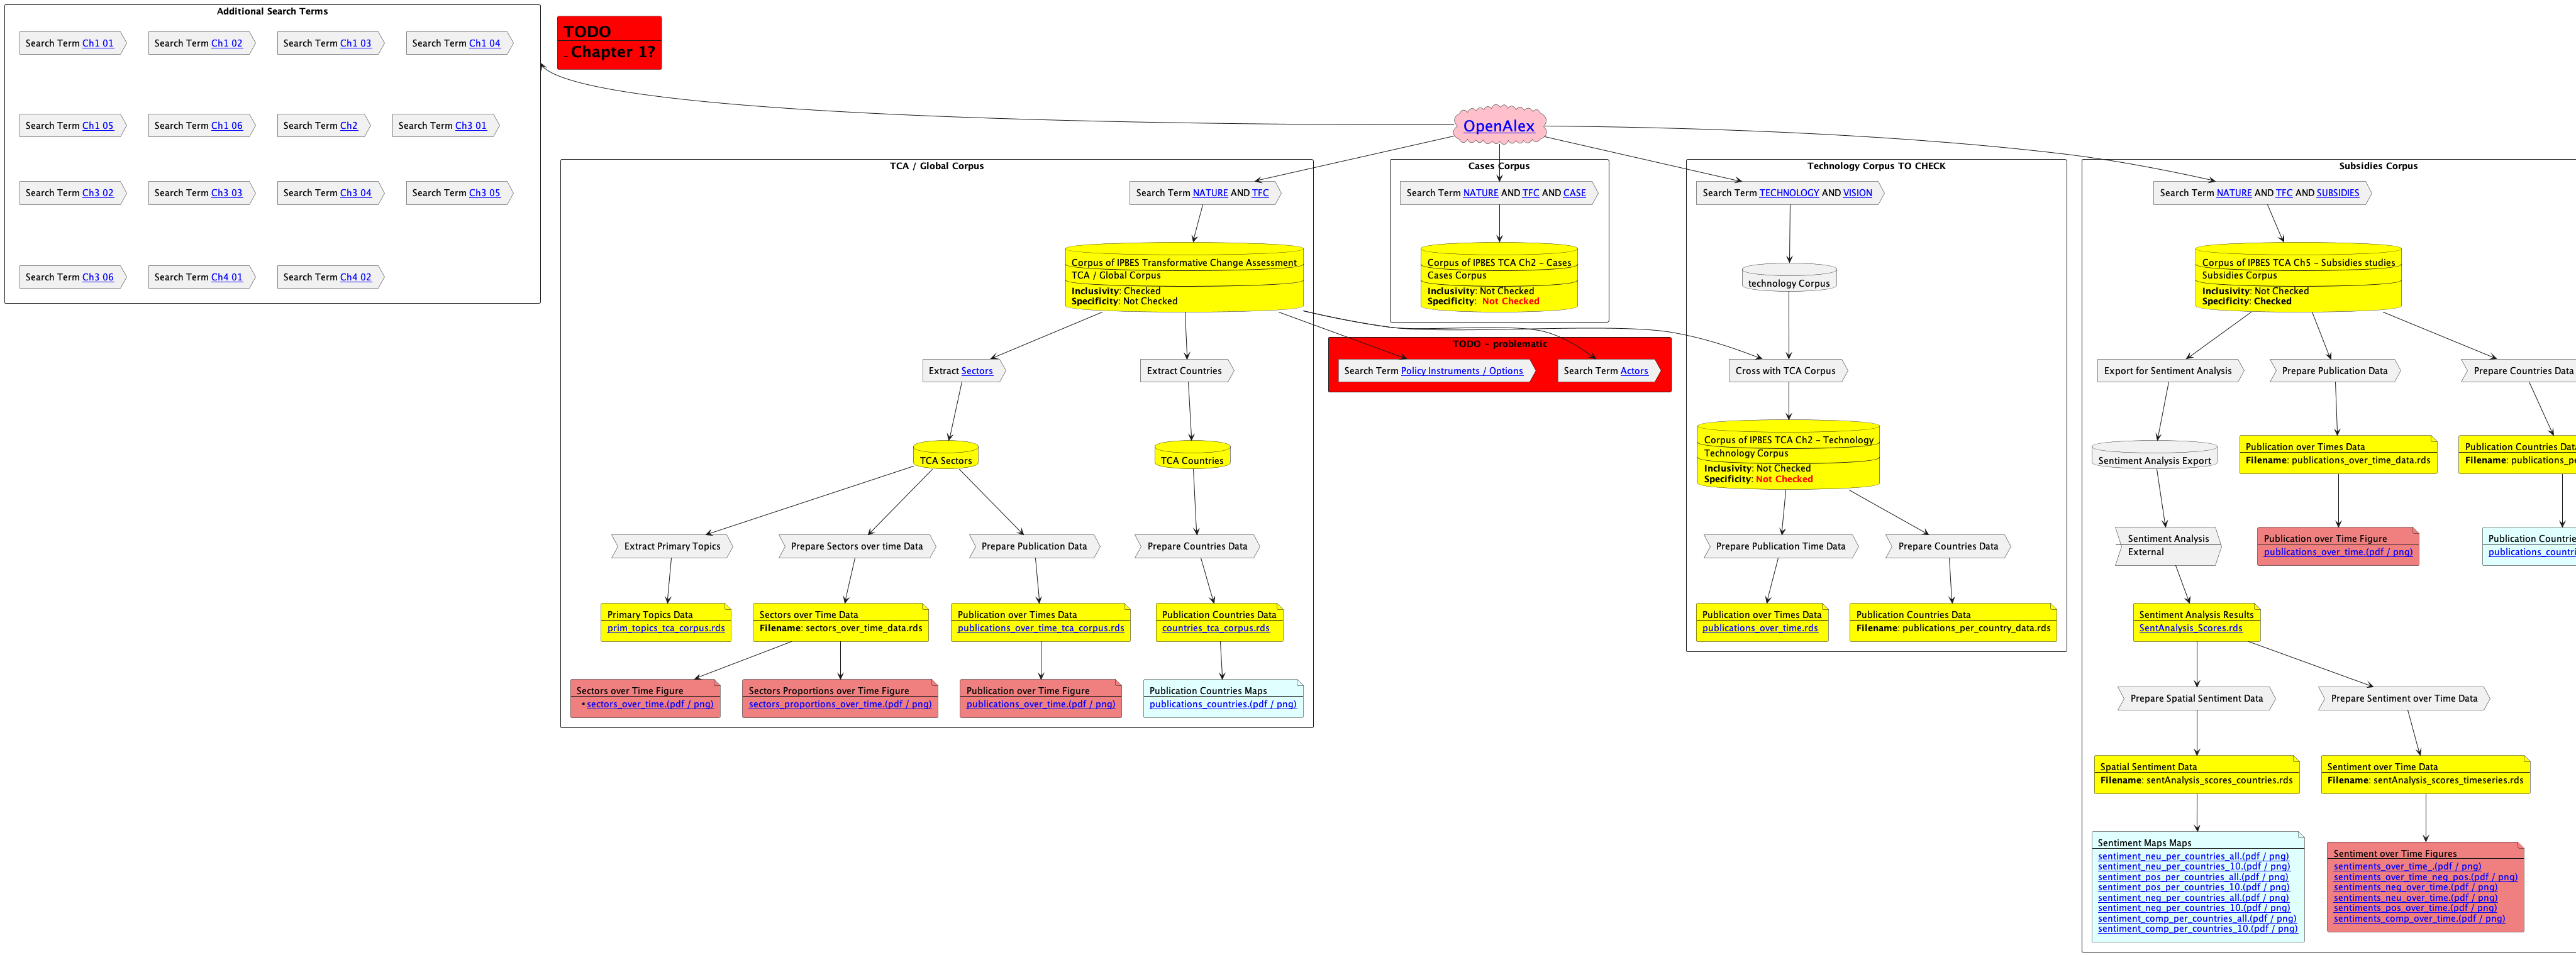 Additional Search Terms
Search Term Ch1 01
Search Term Ch1 02
Search Term Ch1 03
Search Term Ch1 04
Search Term Ch1 05
Search Term Ch1 06
Search Term Ch2
Search Term Ch3 01
Search Term Ch3 02
Search Term Ch3 03
Search Term Ch3 04
Search Term Ch3 05
Search Term Ch3 06
Search Term Ch4 01
Search Term Ch4 02
TODO
- Chapter 1?
OpenAlex
TCA / Global Corpus
Search Term NATURE AND TFC
Corpus of IPBES Transformative Change Assessment
TCA / Global Corpus
Inclusivity: Checked
Specificity: Not Checked
Extract Sectors
Extract Countries
TCA Sectors
TCA Countries
Extract Primary Topics
Prepare Sectors over time Data
Prepare Publication Data
Prepare Countries Data
Primary Topics Data
prim_topics_tca_corpus.rds
Sectors over Time Data
Filename: sectors_over_time_data.rds
Publication over Times Data
publications_over_time_tca_corpus.rds
Publication Countries Data
countries_tca_corpus.rds
Sectors over Time Figure
• sectors_over_time.(pdf / png)
Sectors Proportions over Time Figure
sectors_proportions_over_time.(pdf / png)
Publication over Time Figure
publications_over_time.(pdf / png)
Publication Countries Maps
publications_countries.(pdf / png)
Cases Corpus
Search Term NATURE AND TFC AND CASE
Corpus of IPBES TCA Ch2 - Cases
Cases Corpus
Inclusivity: Not Checked
Specificity: Not Checked
TODO - problematic
Search Term Policy Instruments / Options
Search Term Actors
Technology Corpus TO CHECK
Search Term TECHNOLOGY AND VISION
technology Corpus
Cross with TCA Corpus
Corpus of IPBES TCA Ch2 - Technology
Technology Corpus
Inclusivity: Not Checked
Specificity: Not Checked
Prepare Publication Time Data
Prepare Countries Data
Publication over Times Data
publications_over_time.rds
Publication Countries Data
Filename: publications_per_country_data.rds
Subsidies Corpus
Search Term NATURE AND TFC AND SUBSIDIES
Corpus of IPBES TCA Ch5 - Subsidies studies
Subsidies Corpus
Inclusivity: Not Checked
Specificity: Checked
Export for Sentiment Analysis
Prepare Publication Data
Prepare Countries Data
Sentiment Analysis Export
Publication over Times Data
Filename: publications_over_time_data.rds
Publication Countries Data
Filename: publications_pe
Sentiment Analysis
External
Publication over Time Figure
publications_over_time.(pdf / png)
Publication Countries
publications_countri
Sentiment Analysis Results
SentAnalysis_Scores.rds
Prepare Spatial Sentiment Data
Prepare Sentiment over Time Data
Spatial Sentiment Data
Filename: sentAnalysis_scores_countries.rds
Sentiment over Time Data
Filename: sentAnalysis_scores_timeseries.rds
Sentiment Maps Maps
sentiment_neu_per_countries_all.(pdf / png)
sentiment_neu_per_countries_10.(pdf / png)
sentiment_pos_per_countries_all.(pdf / png)
sentiment_pos_per_countries_10.(pdf / png)
sentiment_neg_per_countries_all.(pdf / png)
sentiment_neg_per_countries_10.(pdf / png)
sentiment_comp_per_countries_all.(pdf / png)
sentiment_comp_per_countries_10.(pdf / png)
Sentiment over Time Figures
sentiments_over_time_.(pdf / png)
sentiments_over_time_neg_pos.(pdf / png)
sentiments_neg_over_time.(pdf / png)
sentiments_neu_over_time.(pdf / png)
sentiments_pos_over_time.(pdf / png)
sentiments_comp_over_time.(pdf / png)